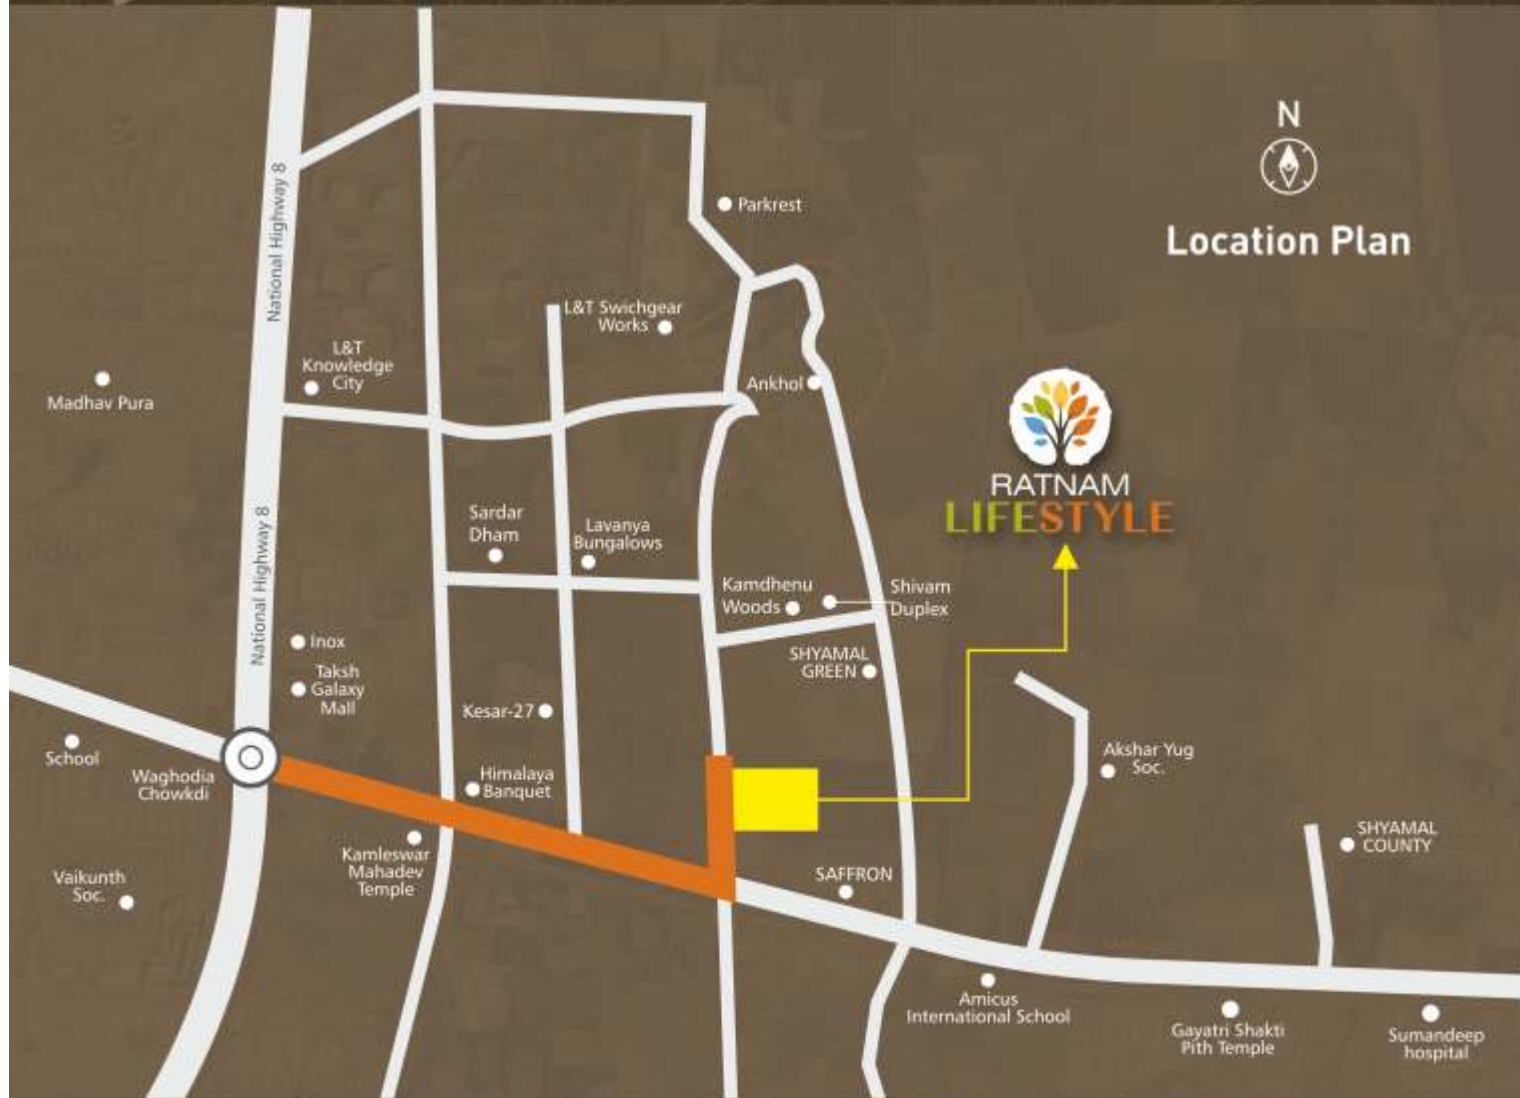 N
Location Plan
National Highway 8
Parkrest
L&T Swichgear
Works
L&T
Knowledge
City
Madhav Pura
Ankhol
RATNAM
LIFESTYLE
National Highway 8
Sardar
Dham
Lavanya
Bungalows
Kamdhenu
Woods
Shivam
Duplex
Inox
Taksh
Galaxy
Mall
SHYAMAL
GREEN
Kesar-27
School
Waghodia
Chowkdi
Himalaya
Banquet
Akshar Yug
Soc.
Kamleswar
Mahadev
Temple
SHYAMAL
COUNTY
Vaikunth
Soc.
SAFFRON
Amicus
International School
Gayatri Shakti
Pith Temple
Sumandeep
hospital